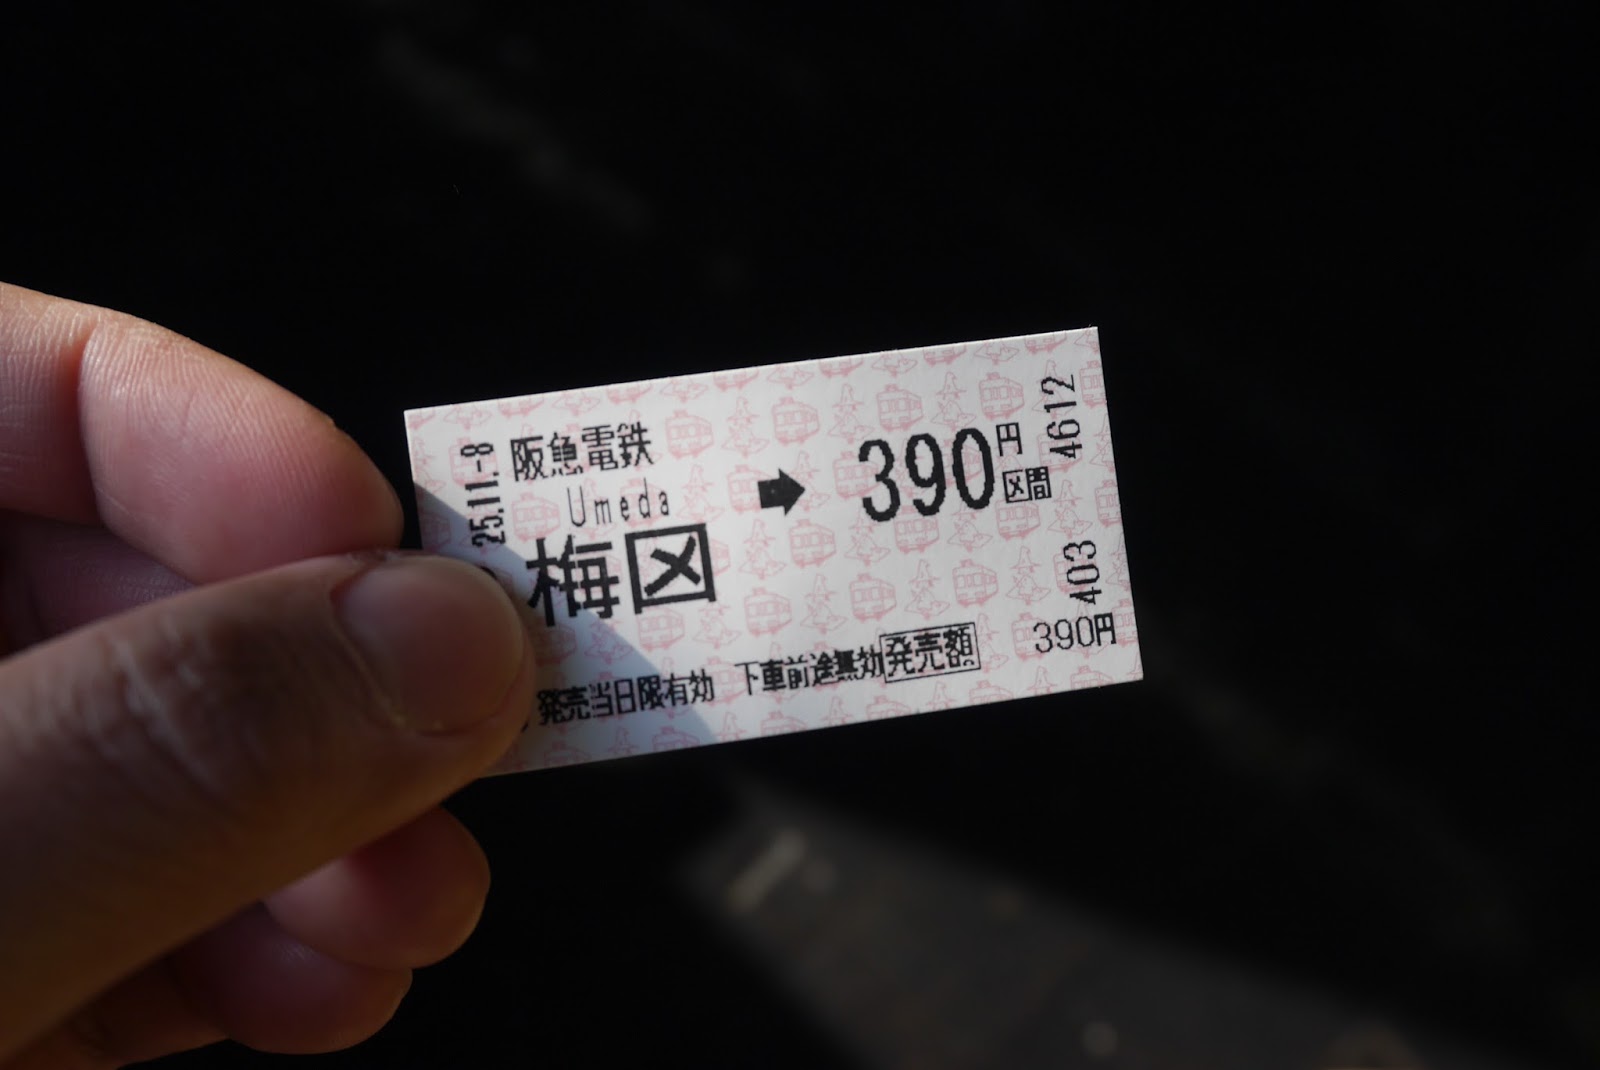 25.11.-8
阪急電鉄
Umeda
梅区
➡
390円区間
4612
403
発売当日限有効 下車前途無効 発売額 390円